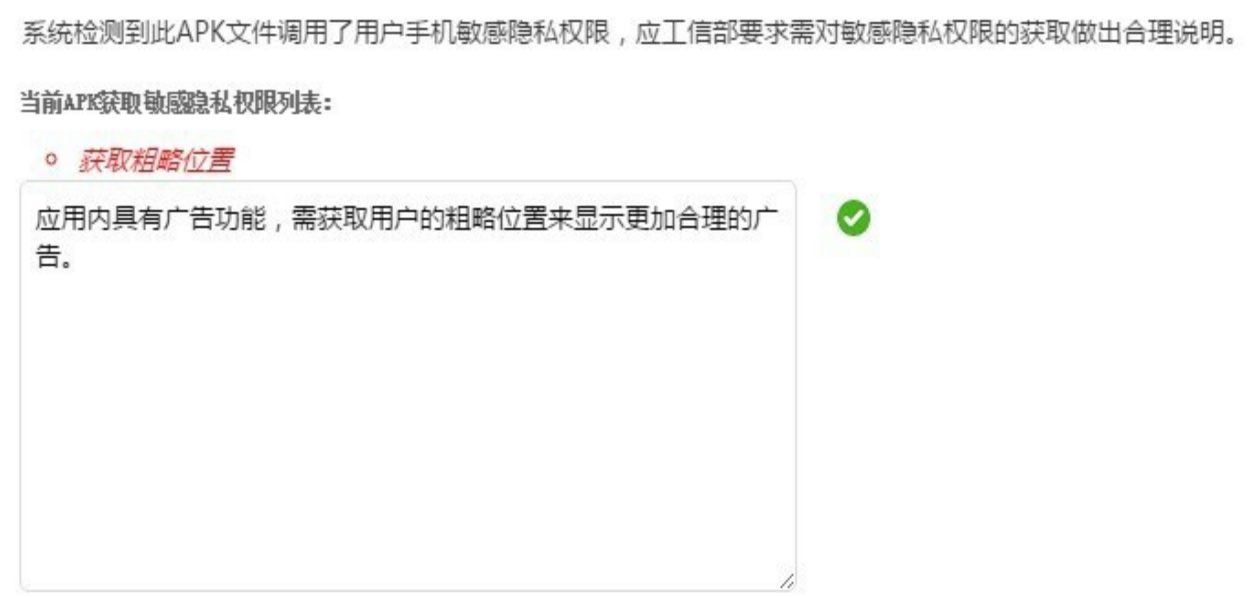 系统检测到此APK文件调用了用户手机敏感隐私权限，应工信部要求需对敏感隐私权限的获取做出合理说明。
当前APK获取敏感隐私权限列表：
获取粗略位置
应用内具有广告功能，需获取用户的粗略位置来显示更加合理的广
告。